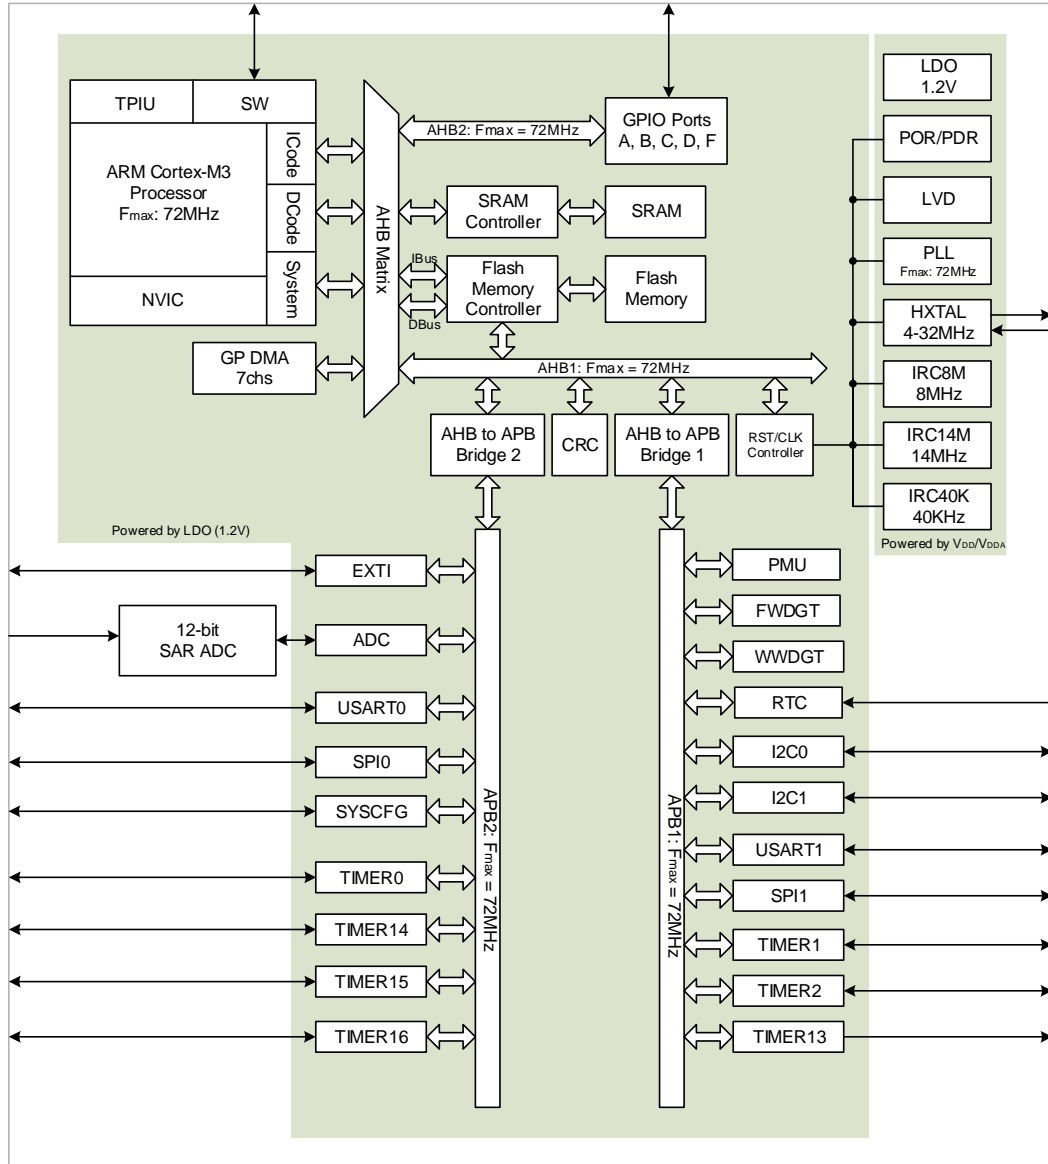 TPIU
SW
ARM Cortex-M3
Processor
Fmax: 72MHz
ICode
DCode
System
NVIC
GP DMA
7chs
AHB Matrix
AHB2: Fmax = 72MHz
GPIO Ports
A, B, C, D, F
SRAM
Controller
SRAM
IBus
DBus
Flash
Memory
Controller
Flash
Memory
AHB1: Fmax = 72MHz
AHB to APB
Bridge 2
CRC
AHB to APB
Bridge 1
RST/CLK
Controller
LDO
1.2V
POR/PDR
LVD
PLL
Fmax: 72MHz
HXTAL
4-32MHz
IRC8M
8MHz
IRC14M
14MHz
IRC40K
40KHz
Powered by VDD/VDDA
Powered by LDO (1.2V)
EXTI
12-bit
SAR ADC
ADC
USART0
SPI0
SYSCFG
TIMER0
TIMER14
TIMER15
TIMER16
APB2: Fmax = 72MHz
APB1: Fmax = 72MHz
PMU
FWDGT
WWDGT
RTC
I2C0
I2C1
USART1
SPI1
TIMER1
TIMER2
TIMER13